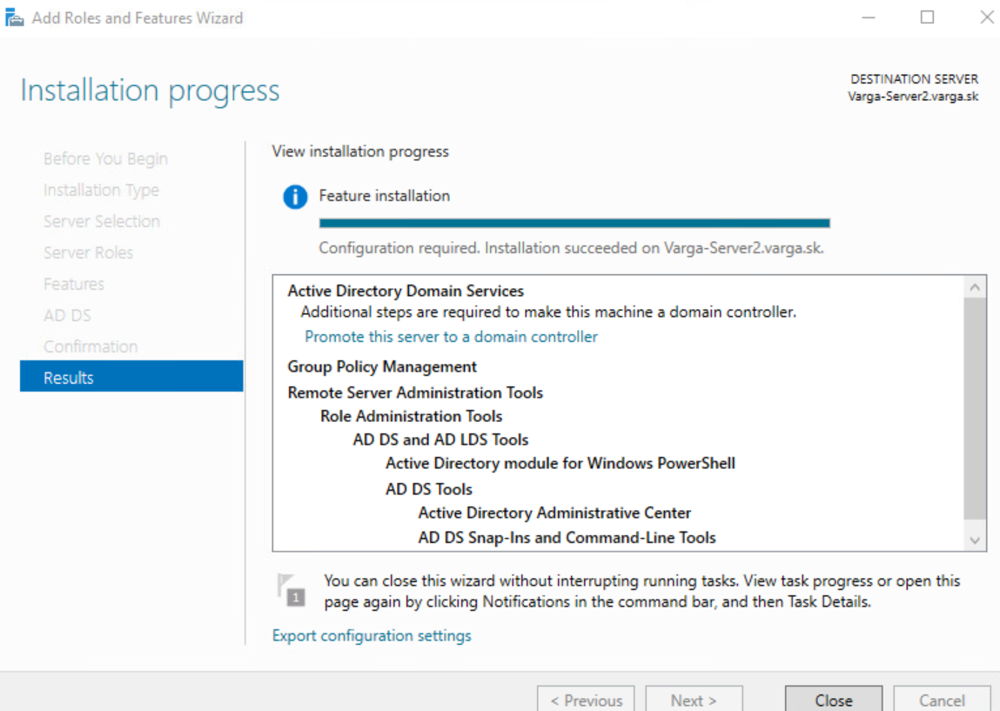 Add Roles and Features Wizard
Installation progress
DESTINATION SERVER
Varga-Server2.varga.sk
Before You Begin
Installation Type
Server Selection
Server Roles
Features
AD DS
Confirmation
Results
View installation progress
Feature installation
Configuration required. Installation succeeded on Varga-Server2.varga.sk.
Active Directory Domain Services
Additional steps are required to make this machine a domain controller.
Promote this server to a domain controller
Group Policy Management
Remote Server Administration Tools
Role Administration Tools
AD DS and AD LDS Tools
Active Directory module for Windows PowerShell
AD DS Tools
Active Directory Administrative Center
AD DS Snap-Ins and Command-Line Tools
1
You can close this wizard without interrupting running tasks. View task progress or open this
page again by clicking Notifications in the command bar, and then Task Details.
Export configuration settings
< Previous
Next >
Close
Cancel